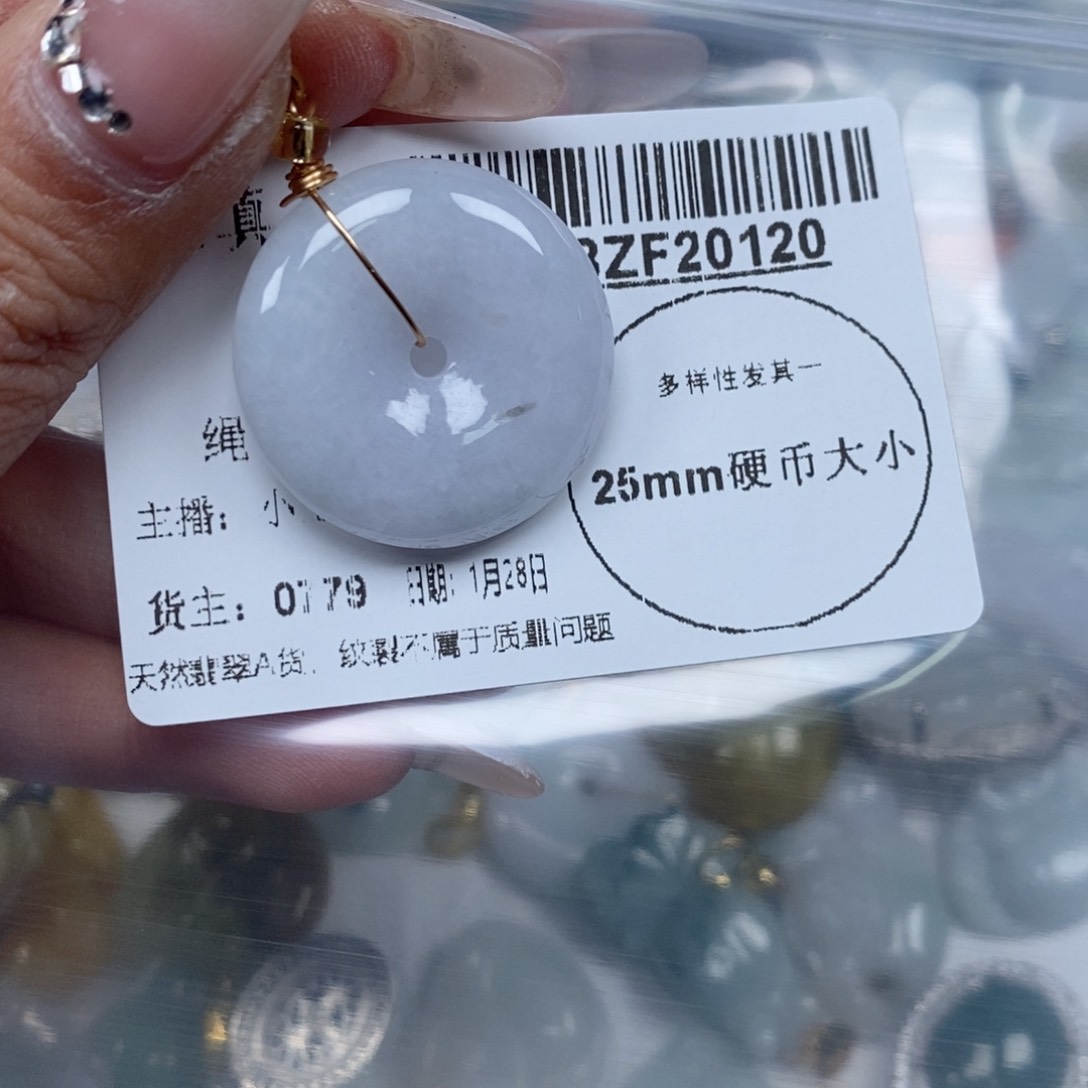 ZF20120
多样性发其一
25mm硬币大小
绳
主播：小
货主：0779 日期：1月28日
天然翡翠A货，纹裂不属于质量问题